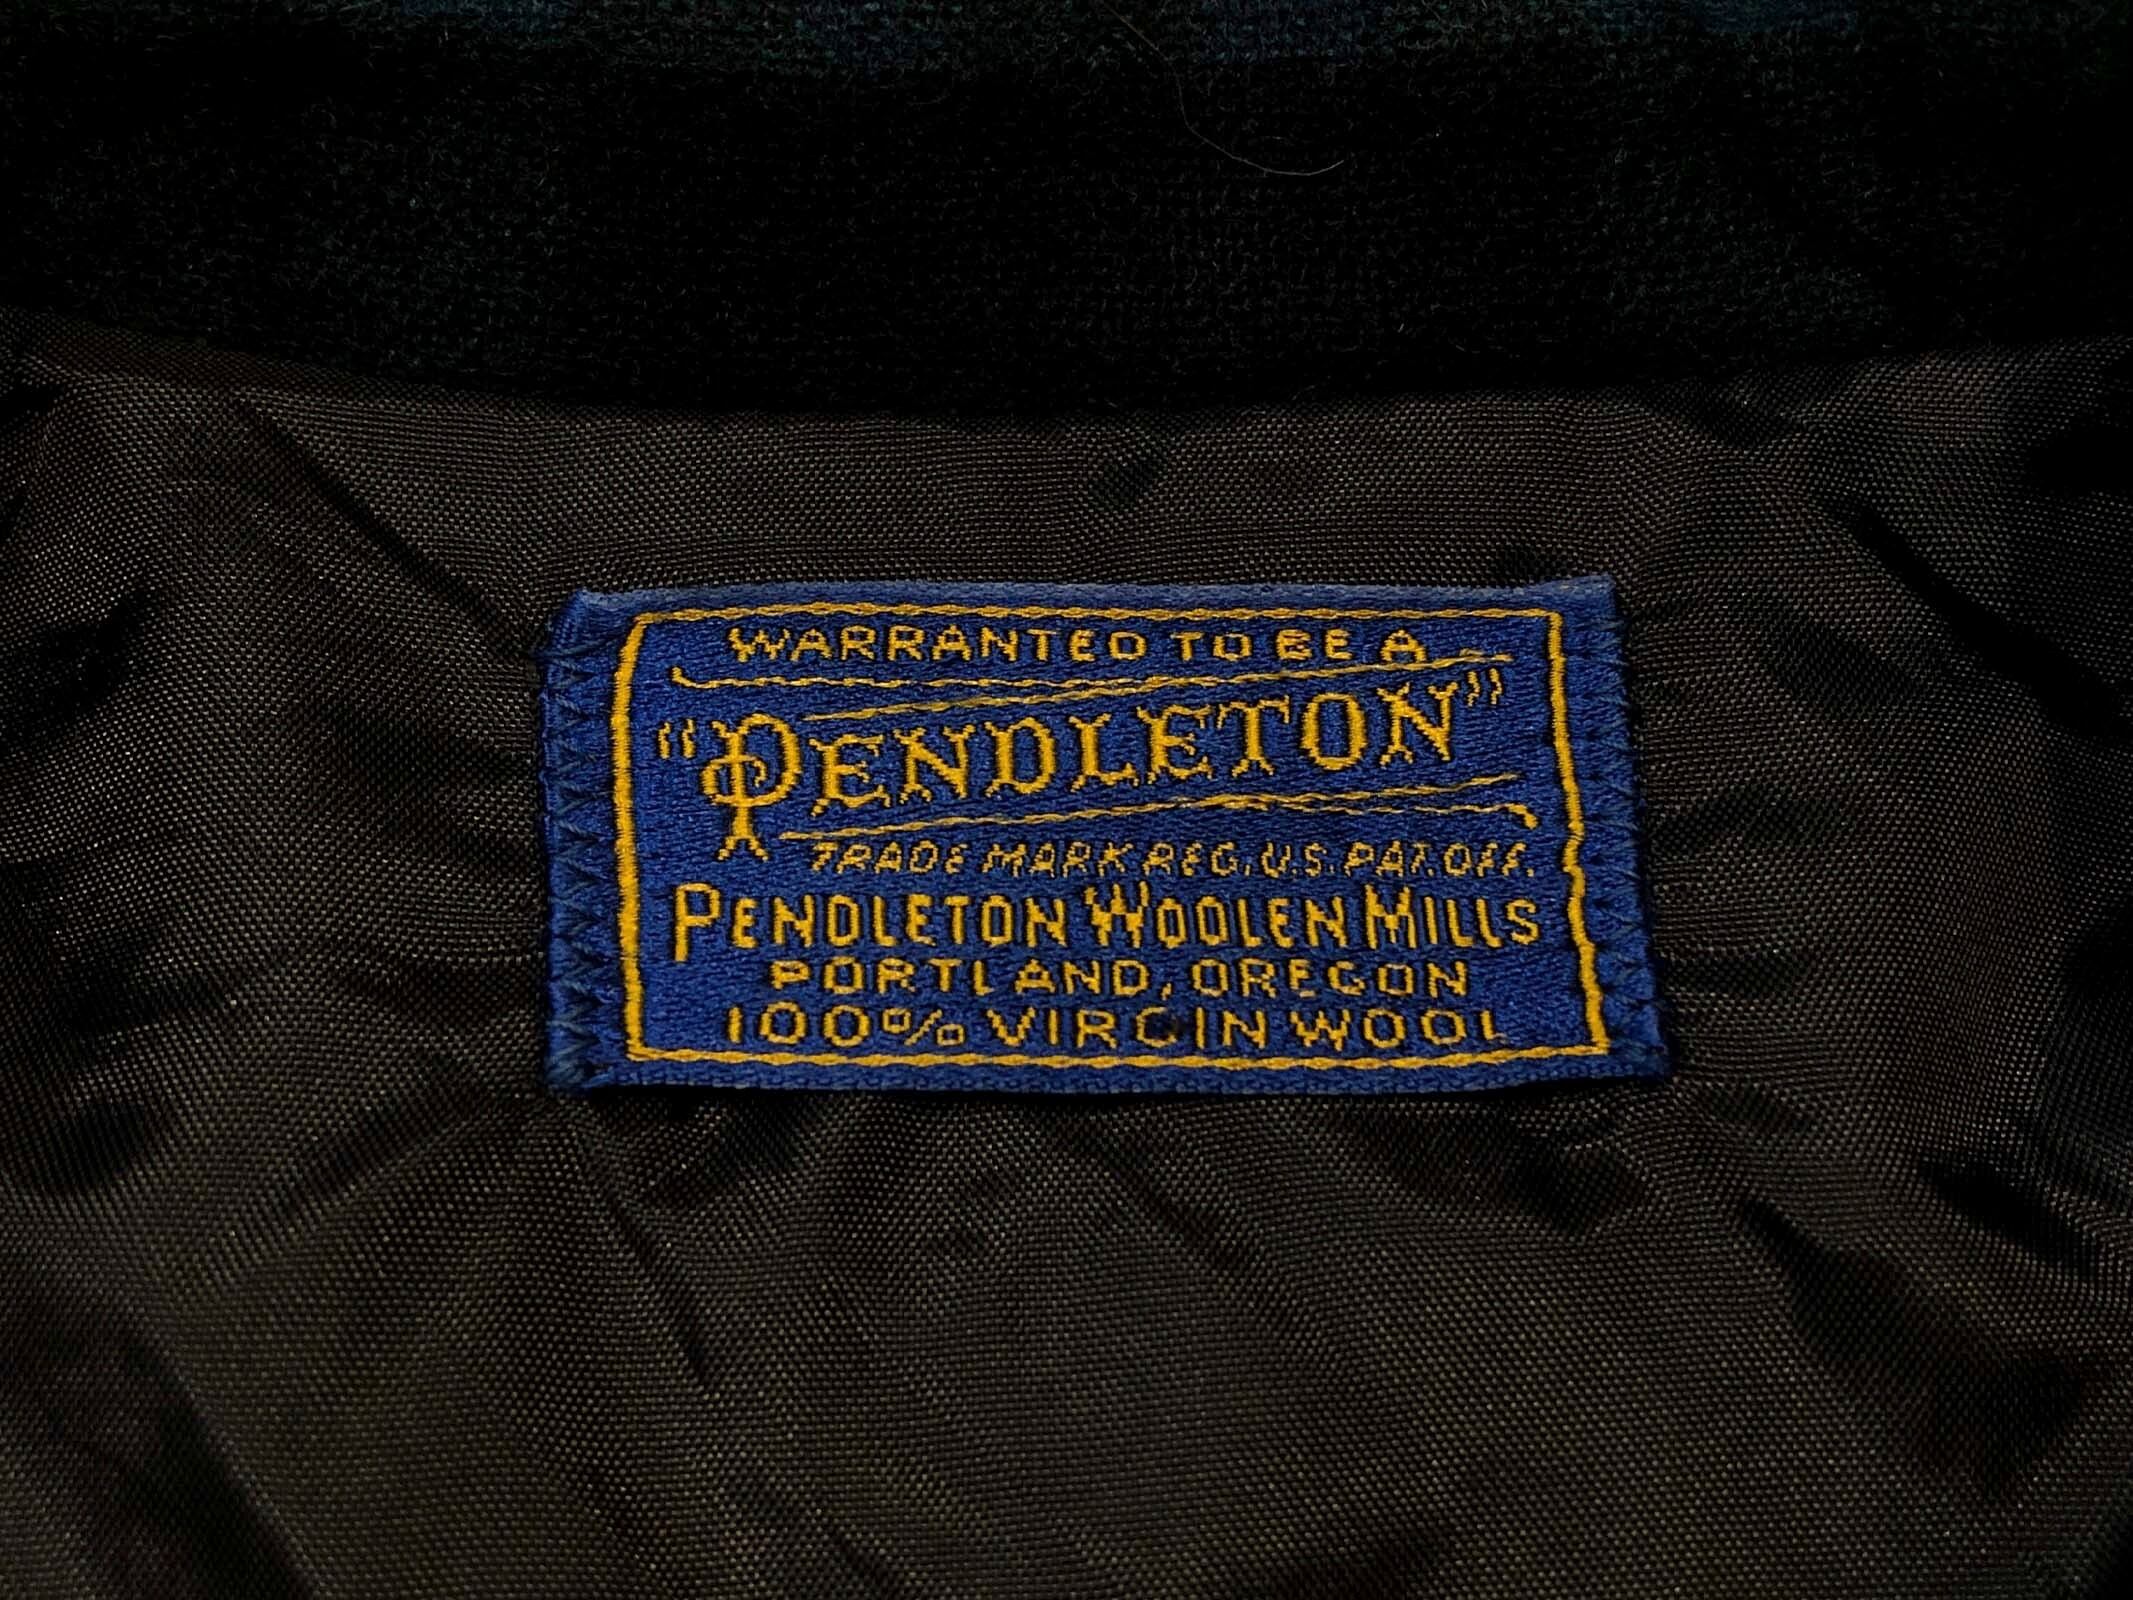 WARRANTED TO BE A
"PENDLETON"
TRADE MARK REG. U.S. PAT. OFF.
PENDLETON WOOLEN MILLS
PORTLAND, OREGON
100% VIRGIN WOOL